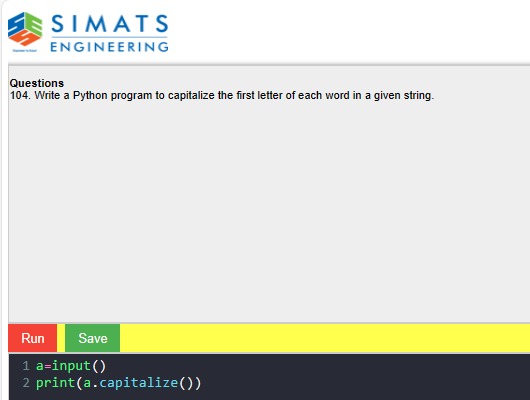 SIMATS
ENGINEERING
Questions
104. Write a Python program to capitalize the first letter of each word in a given string.
Run Save
1 a=input()
2 print(a.capitalize())